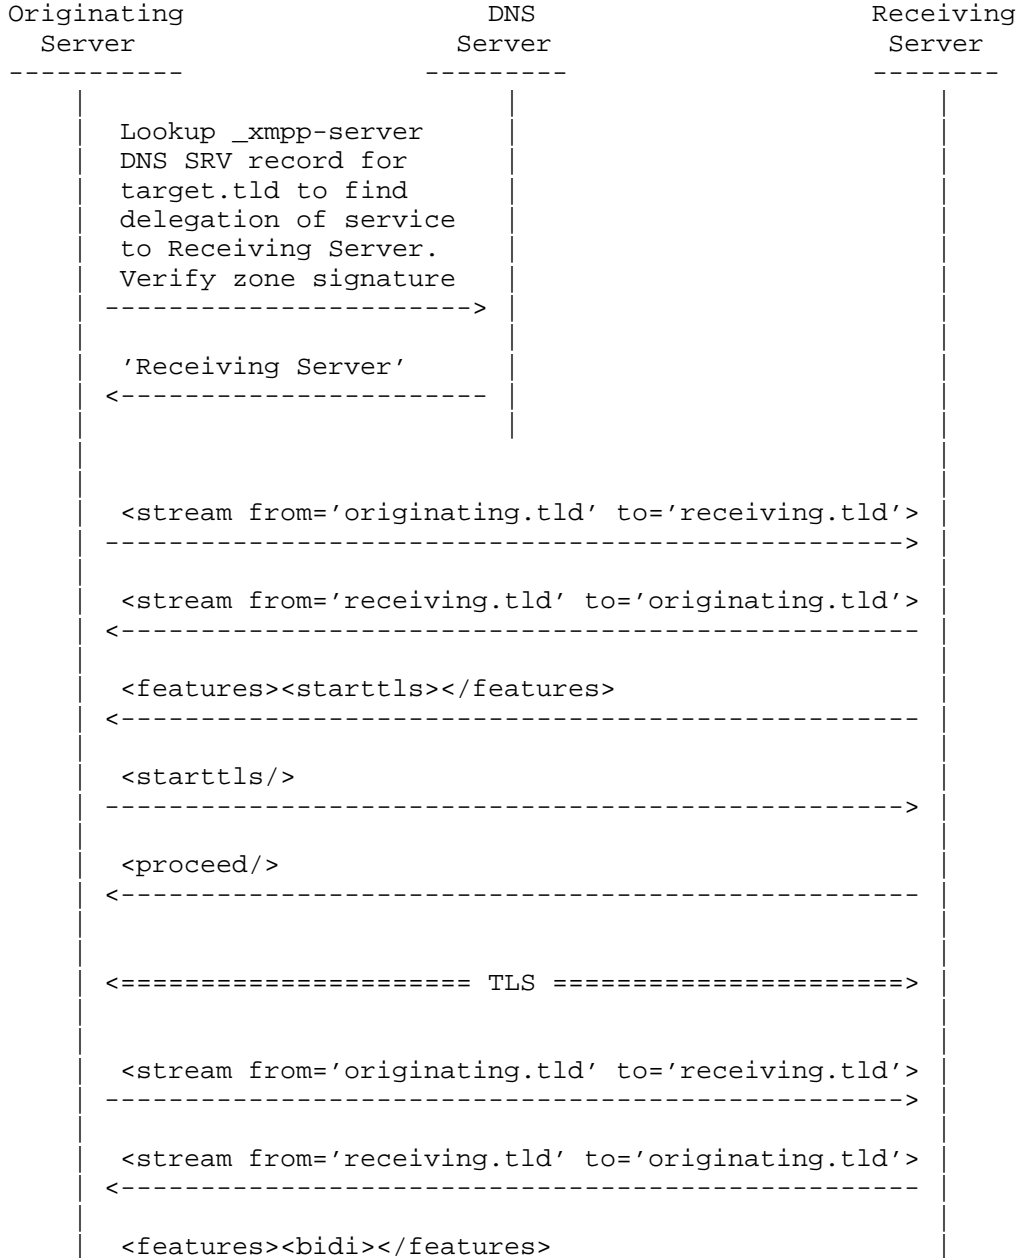 Originating DNS Receiving
Server Server Server
----------- --------- --------
Lookup _xmpp-server
DNS SRV record for
target.tld to find
delegation of service
to Receiving Server.
Verify zone signature
----------------------->
'Receiving Server'
<-----------------------
<stream from='originating.tld' to='receiving.tld'>
-------------------------------------------------->
<stream from='receiving.tld' to='originating.tld'>
<--------------------------------------------------
<features><starttls></features>
<--------------------------------------------------
<starttls/>
-------------------------------------------------->
<proceed/>
<--------------------------------------------------
<====================== TLS ======================>
<stream from='originating.tld' to='receiving.tld'>
-------------------------------------------------->
<stream from='receiving.tld' to='originating.tld'>
<--------------------------------------------------
<features><bidi></features>